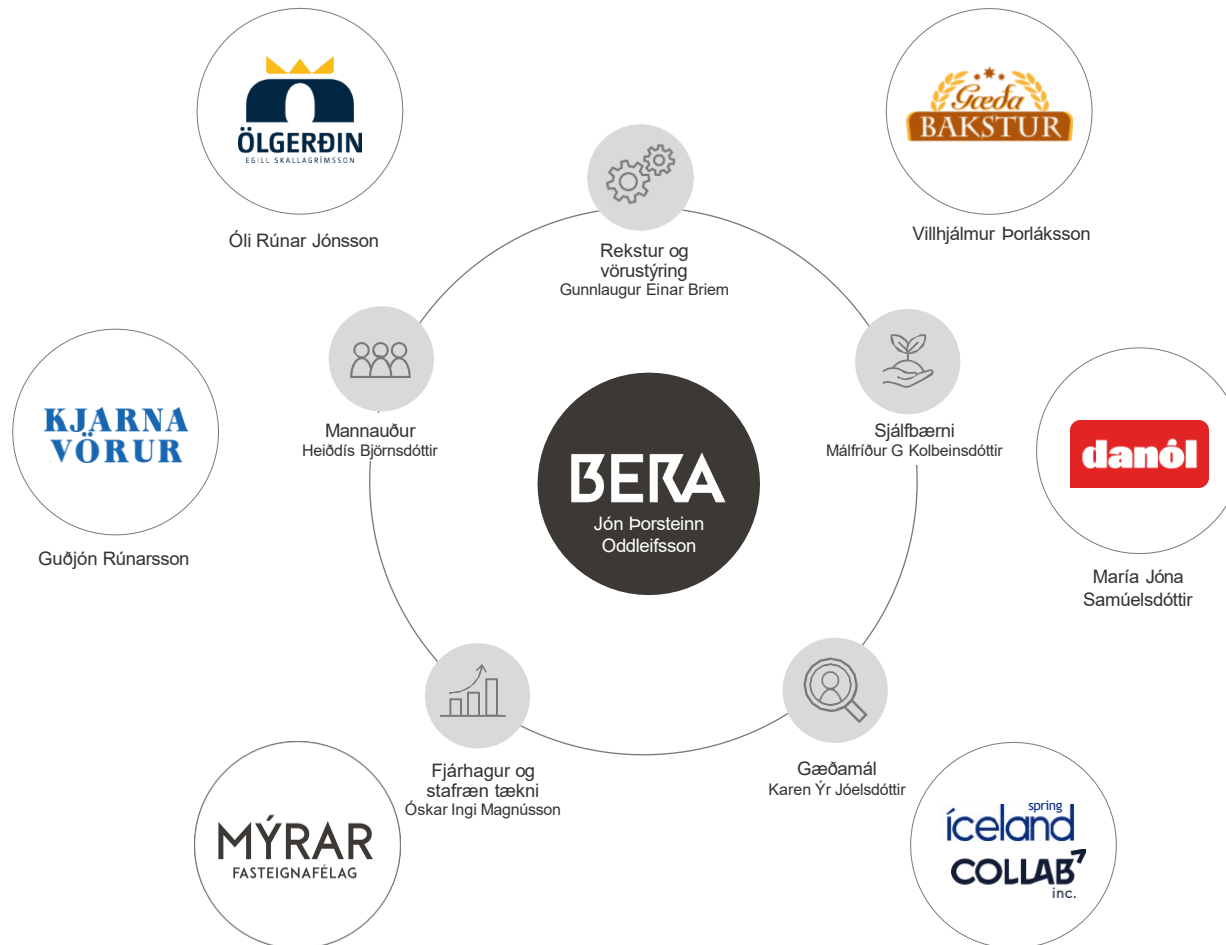 ÖLGERÐIN
EGILL SKALLAGRÍMSSON
Óli Rúnar Jónsson
Gæða
BAKSTUR
Villhjálmur Þorláksson
Rekstur og
vörustýring
Gunnlaugur Einar Briem
KJARNA
VÖRUR
Guðjón Rúnarsson
Mannauður
Heiðdís Björnsdóttir
BERA
Jón Þorsteinn
Oddleifsson
Sjálfbærni
Málfríður G Kolbeinsdóttir
danól
María Jóna
Samúelsdóttir
MÝRAR
FASTEIGNAFÉLAG
Fjárhagur og
stafræn tækni
Óskar Ingi Magnússon
Gæðamál
Karen Ýr Jóelsdóttir
spring
íceland
COLLAB
inc.